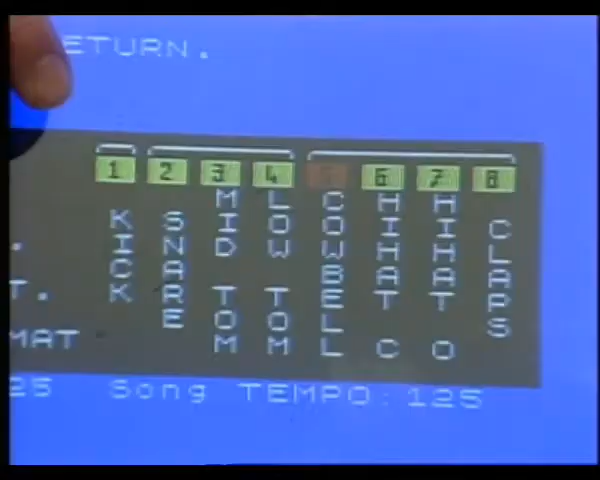 ETURN.
1 2 3 4 5 6 7 8
KICK
SNARE
MID TOM
LOW TOM
COWBELL
HIHAT C
HIHAT O
CLAPS
.
T.
MAT
25 Song TEMPO:125